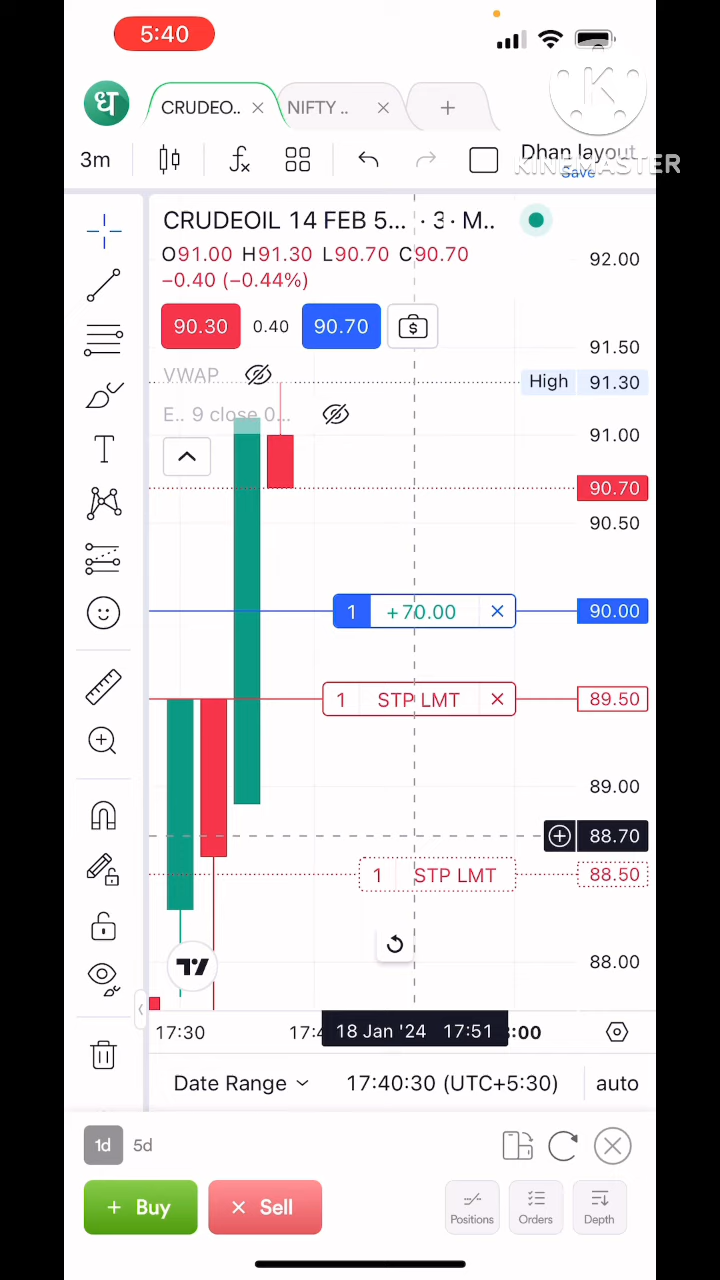 5:40
ध
CRUDEO.. ×
NIFTY .. ×
+
K
KINEMASTER
3m
Dhan layout
Save
CRUDEOIL 14 FEB 5... · 3 · M..
O91.00 H91.30 L90.70 C90.70
−0.40 (−0.44%)
90.30 0.40 90.70
VWAP
E.. 9 close 0...
92.00
91.50
High 91.30
91.00
90.70
90.50
1 +70.00 × 90.00
1 STP LMT × 89.50
89.00
88.70
1 STP LMT 88.50
88.00
17:30 17:4 18 Jan '24 17:51 :00
Date Range 17:40:30 (UTC+5:30) auto
1d 5d
+ Buy × Sell
Positions Orders Depth